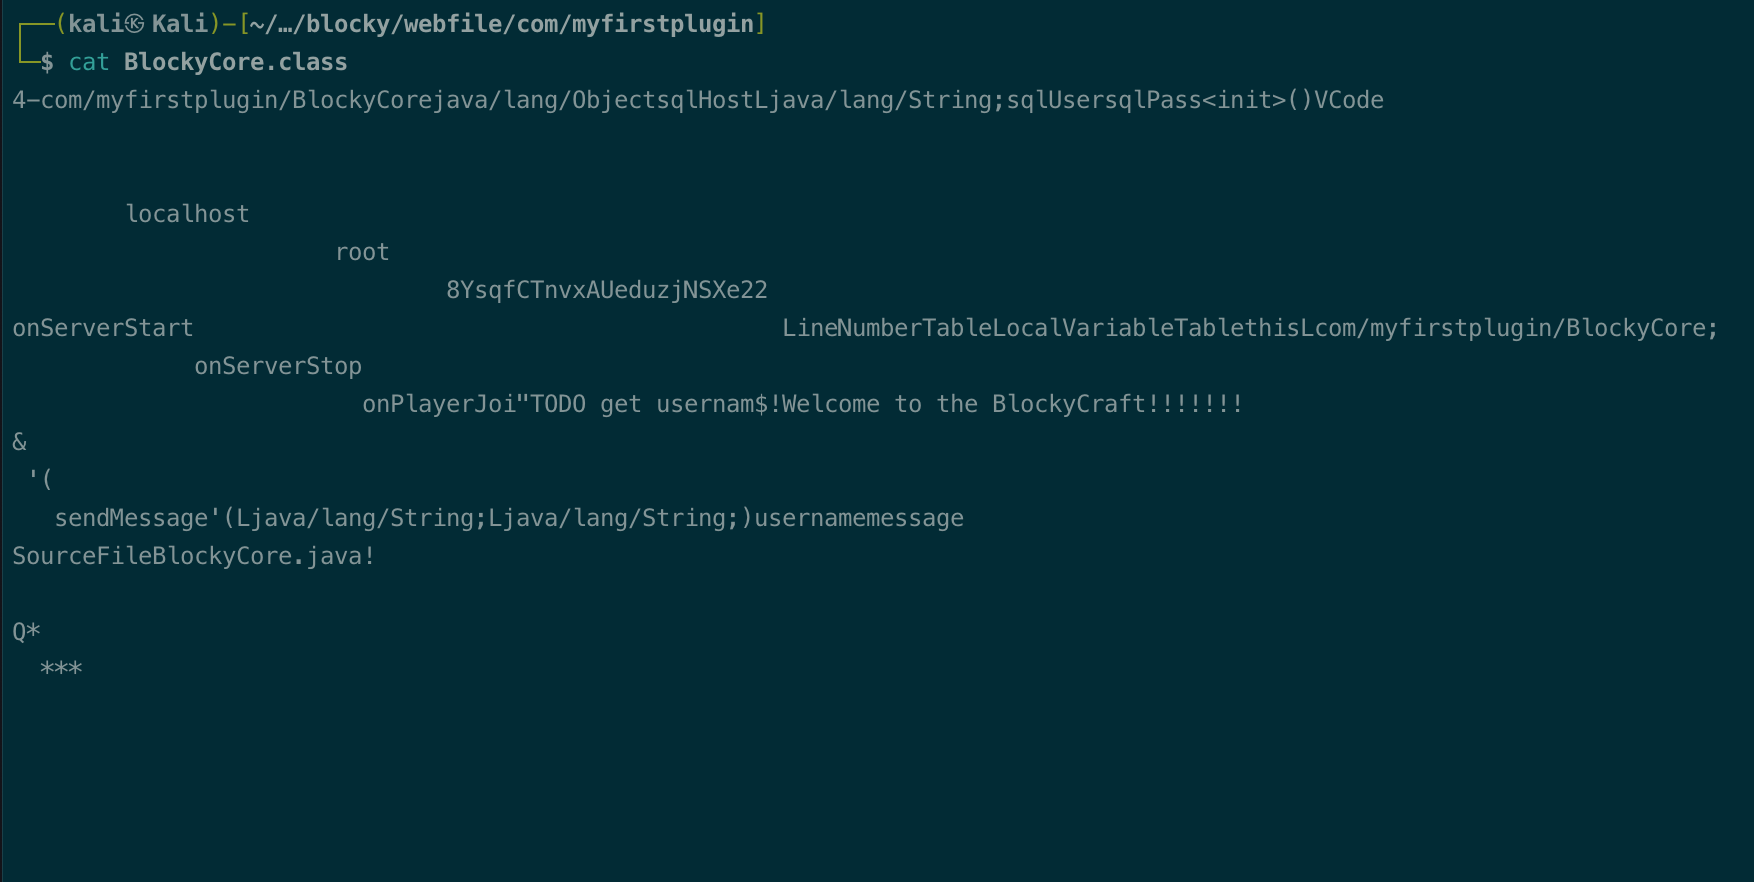 ┌──(kali㉿Kali)-[~/…/blocky/webfile/com/myfirstplugin]
└─$ cat BlockyCore.class
4-com/myfirstplugin/BlockyCorejava/lang/ObjectsqlHostLjava/lang/String;sqlUsersqlPass<init>()VCode
localhost
root
8YsqfCTnvxAUeduzjNSXe22
onServerStart LineNumberTableLocalVariableTablethisLcom/myfirstplugin/BlockyCore;
onServerStop
onPlayerJoi"TODO get usernam$!Welcome to the BlockyCraft!!!!!!!
&
'(
sendMessage'(Ljava/lang/String;Ljava/lang/String;)usernamemessage
SourceFileBlockyCore.java!
Q*
***